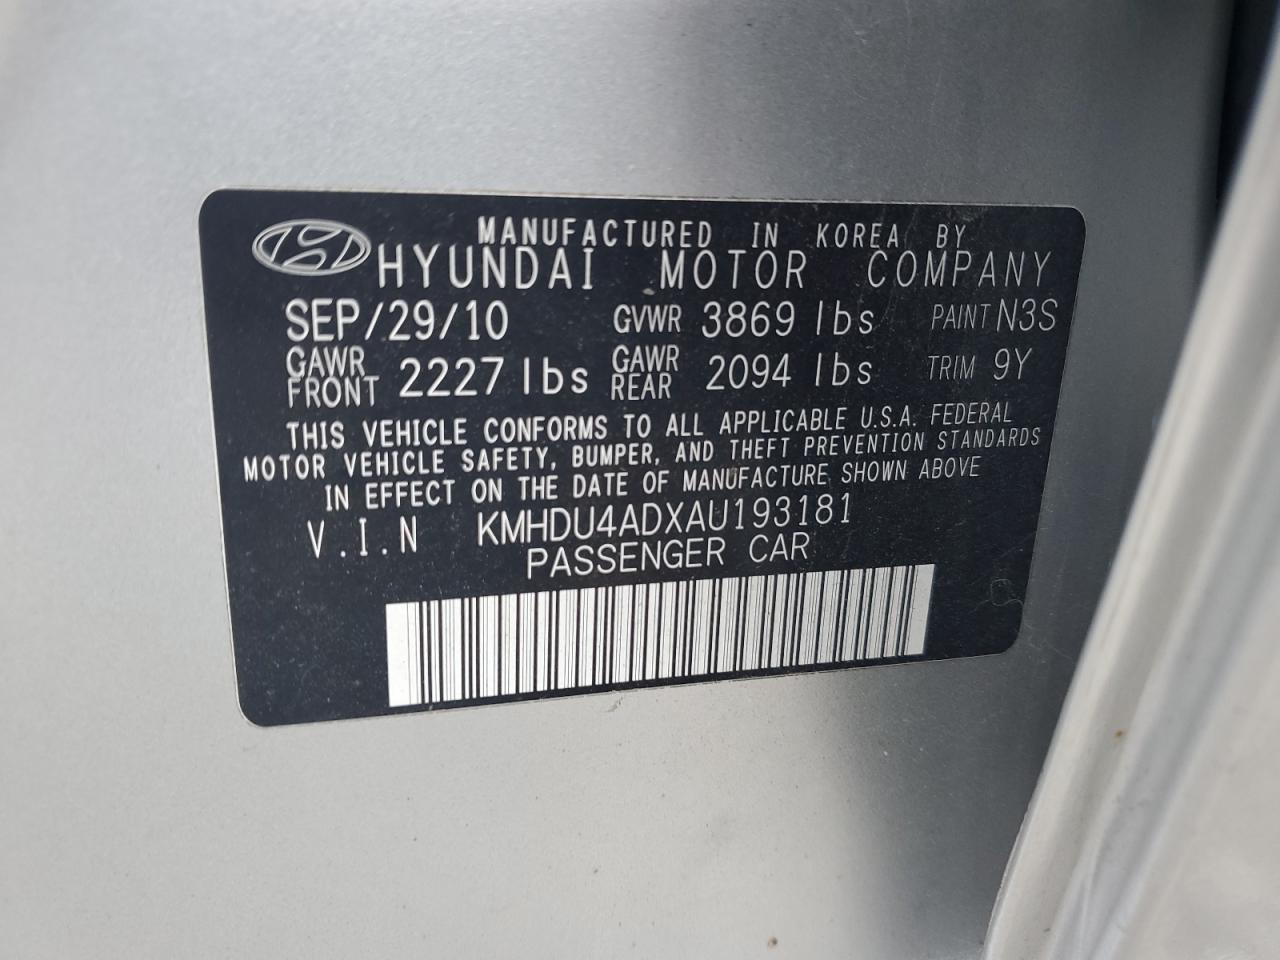 MANUFACTURED IN KOREA BY
HYUNDAI MOTOR COMPANY
SEP/29/10 GVWR 3869 lbs PAINT N3S
GAWR FRONT 2227 lbs GAWR REAR 2094 lbs TRIM 9Y
THIS VEHICLE CONFORMS TO ALL APPLICABLE U.S.A. FEDERAL
MOTOR VEHICLE SAFETY, BUMPER, AND THEFT PREVENTION STANDARDS
IN EFFECT ON THE DATE OF MANUFACTURE SHOWN ABOVE
V.I.N KMHDU4ADXAU193181
PASSENGER CAR